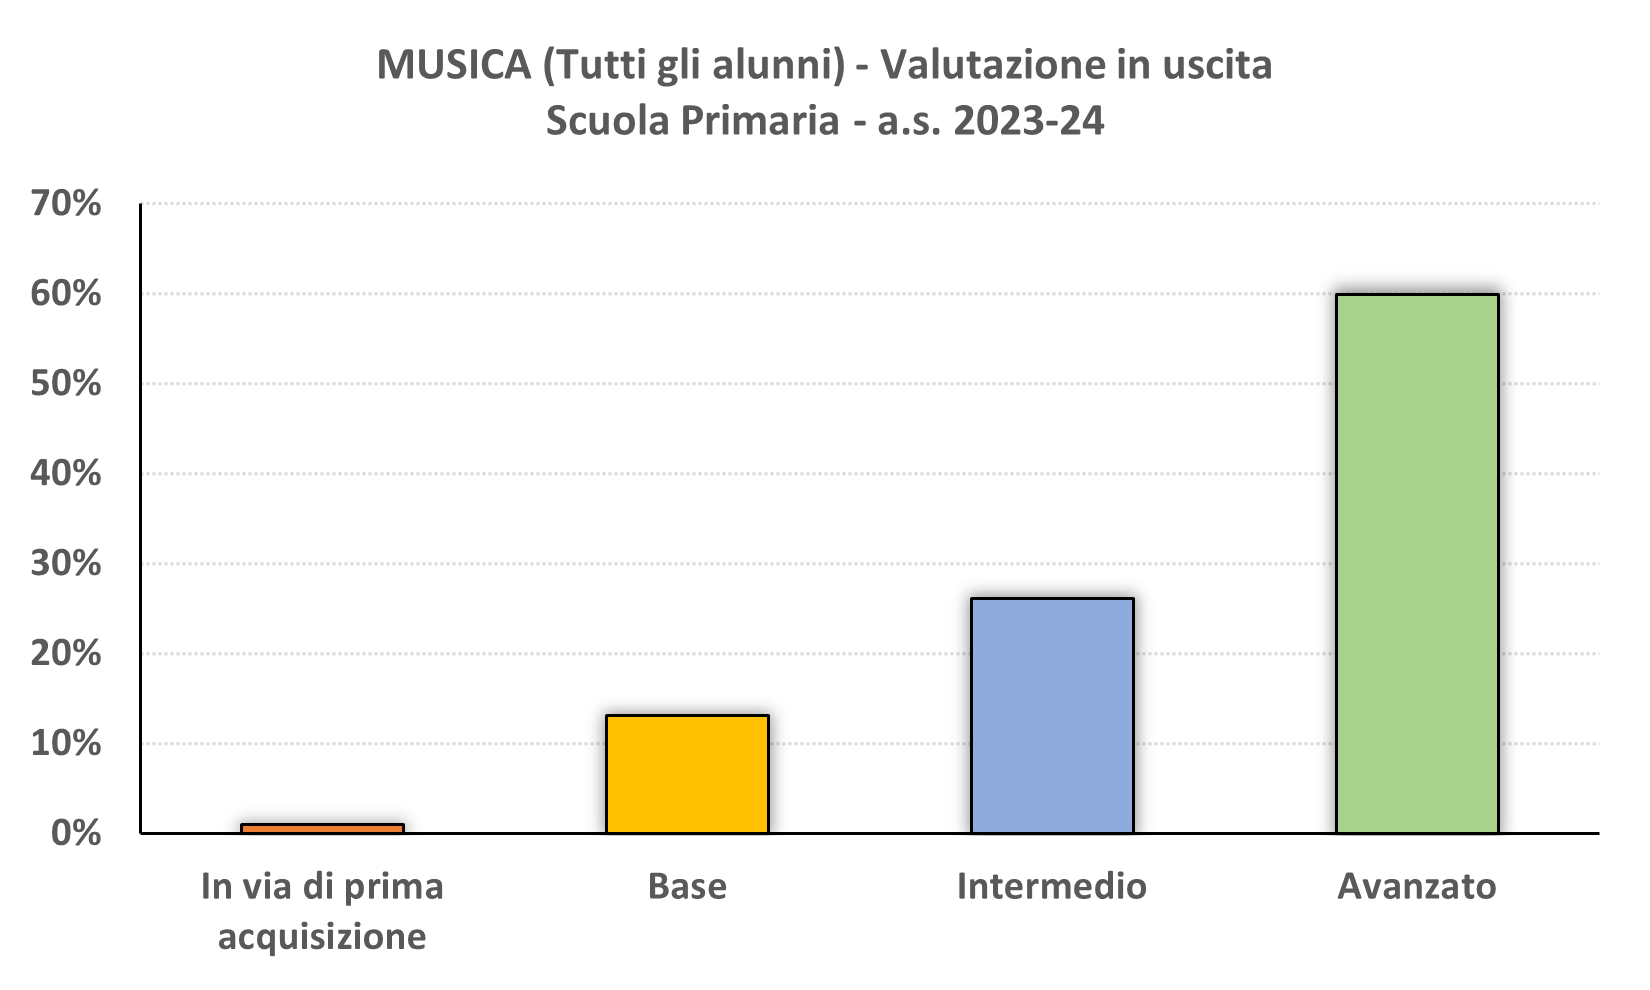 MUSICA (Tutti gli alunni) - Valutazione in uscita
Scuola Primaria - a.s. 2023-24
70%
60%
50%
40%
30%
20%
10%
0%
In via di prima
acquisizione
Base
Intermedio
Avanzato